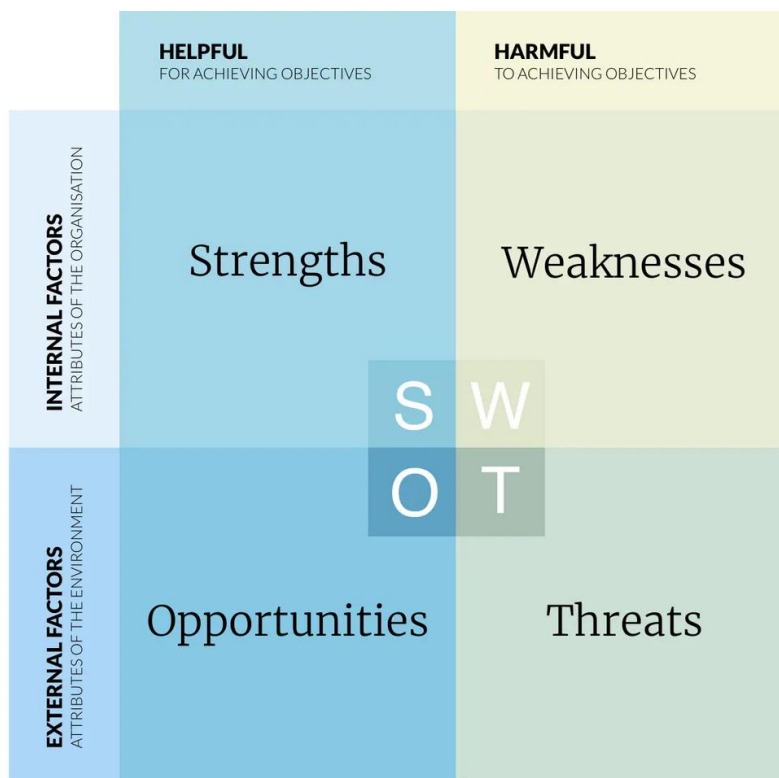 HELPFUL
FOR ACHIEVING OBJECTIVES
HARMFUL
TO ACHIEVING OBJECTIVES
INTERNAL FACTORS
ATTRIBUTES OF THE ORGANISATION
Strengths
Weaknesses
S
W
O
T
EXTERNAL FACTORS
ATTRIBUTES OF THE ENVIRONMENT
Opportunities
Threats